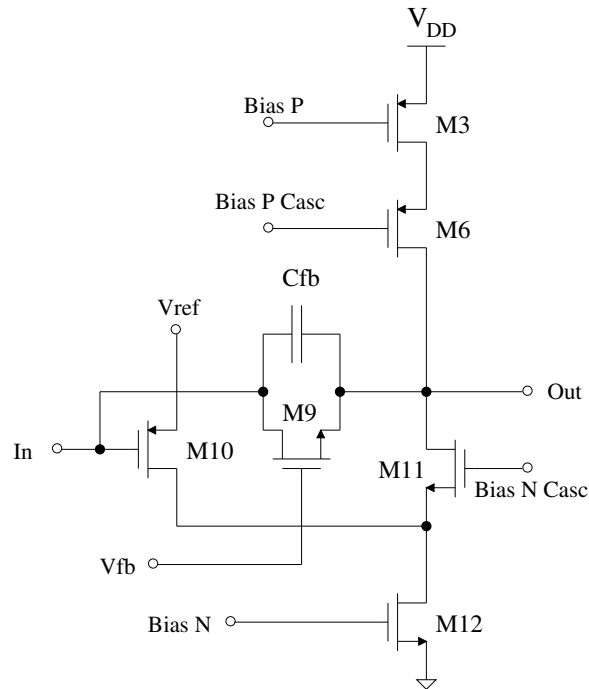 VDD
Bias P
M3
Bias P Casc
M6
Cfb
Vref
M9
Out
In
M10
M11
Bias N Casc
Vfb
Bias N
M12